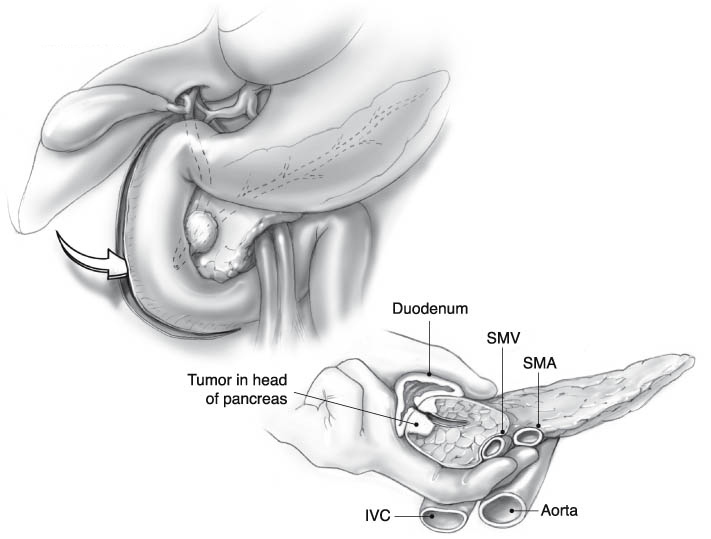 Duodenum
SMV
SMA
Tumor in head
of pancreas
IVC
Aorta